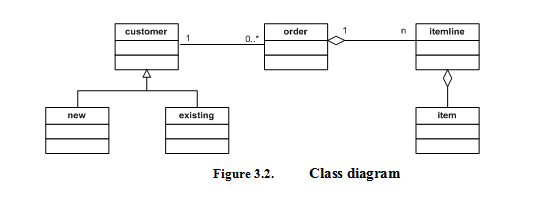 customer
1
0..*
order
1
n
itemline
new
existing
item
Figure 3.2. Class diagram